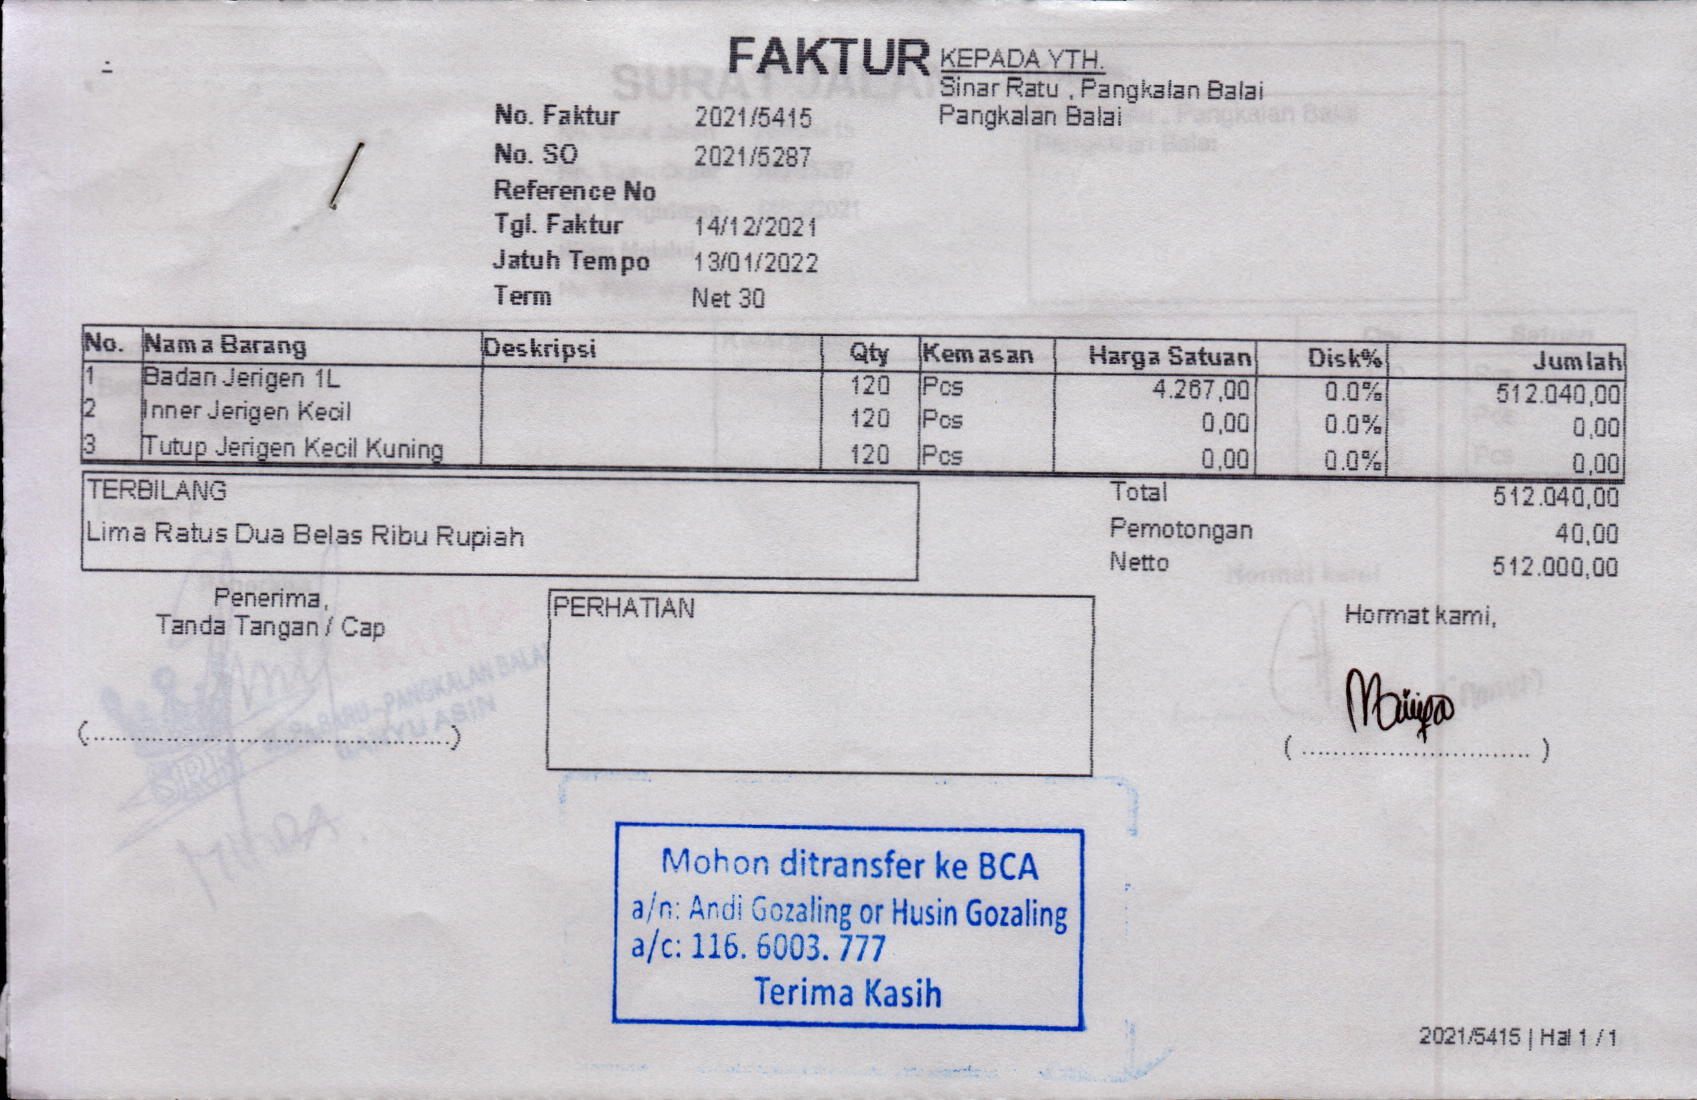 FAKTUR
KEPADA YTH.
Sinar Ratu , Pangkalan Balai
Pangkalan Balai
No. Faktur 2021/5415
No. SO 2021/5287
Reference No
Tgl. Faktur 14/12/2021
Jatuh Tempo 13/01/2022
Term Net 30
No. Nama Barang Deskripsi Qty Kemasan Harga Satuan Disk% Jumlah
1 Badan Jerigen 1L 120 Pcs 4.267,00 0.0% 512.040,00
2 Inner Jerigen Kecil 120 Pcs 0,00 0.0% 0,00
3 Tutup Jerigen Kecil Kuning 120 Pcs 0,00 0.0% 0,00
TERBILANG
Lima Ratus Dua Belas Ribu Rupiah
Total 512.040,00
Pemotongan 40,00
Netto 512.000,00
Penerima,
Tanda Tangan / Cap
(..................................................)
PERHATIAN
Hormat kami,
( ............................... )
Mohon ditransfer ke BCA
a/n: Andi Gozaling or Husin Gozaling
a/c: 116. 6003. 777
Terima Kasih
2021/5415 | Hal 1 / 1